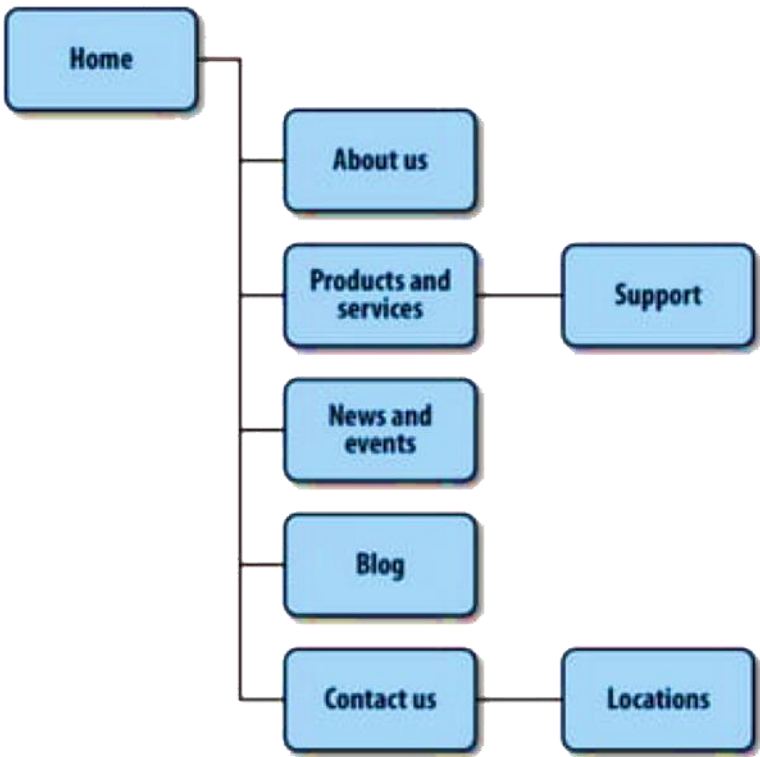 Home
About us
Products and
services
Support
News and
events
Blog
Contact us
Locations